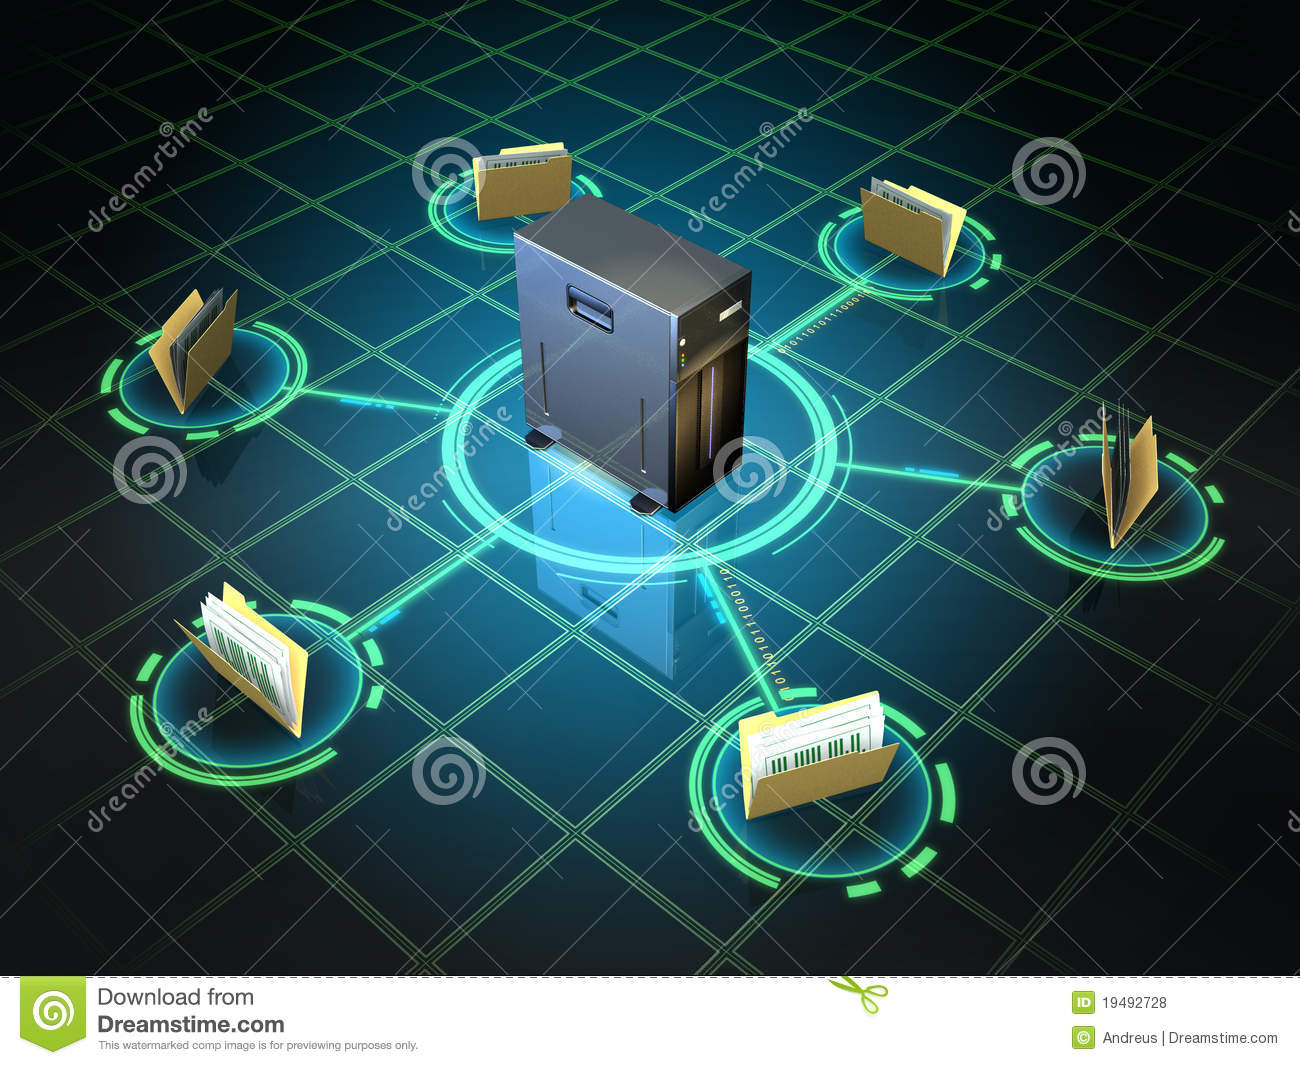 dreamstime
dreamstime
dreamstime
dreamstime
dreamstime
dreamstime
dreamstime
Download from
Dreamstime.com
This watermarked comp image is for previewing purposes only.
ID 19492728
© Andreus | Dreamstime.com